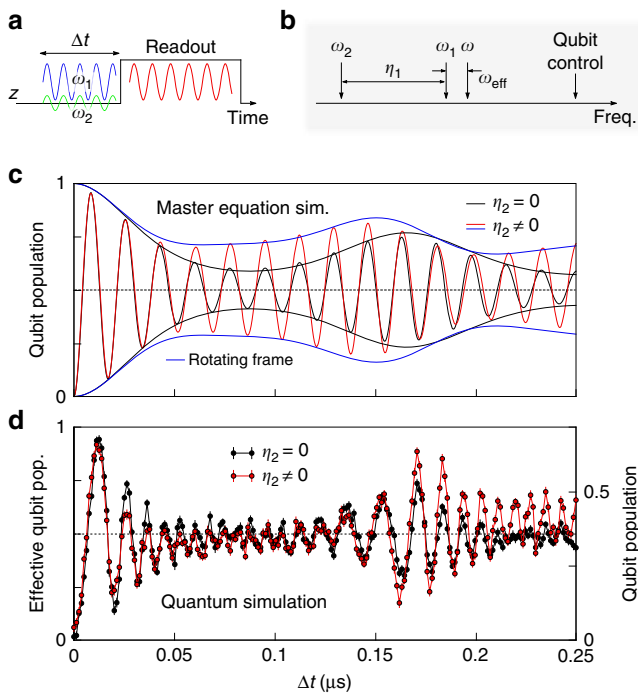 a
Δt
Readout
ω₁
z
ω₂
Time
b
ω₂
ω₁ ω
Qubit
control
η₁
ω_eff
Freq.
c
1
Master equation sim.
η₂ = 0
η₂ ≠ 0
Qubit population
Rotating frame
0
d
1
η₂ = 0
η₂ ≠ 0
0.5
Effective qubit pop.
Qubit population
Quantum simulation
0
0
0 0.05 0.1 0.15 0.2 0.25
Δt (μs)